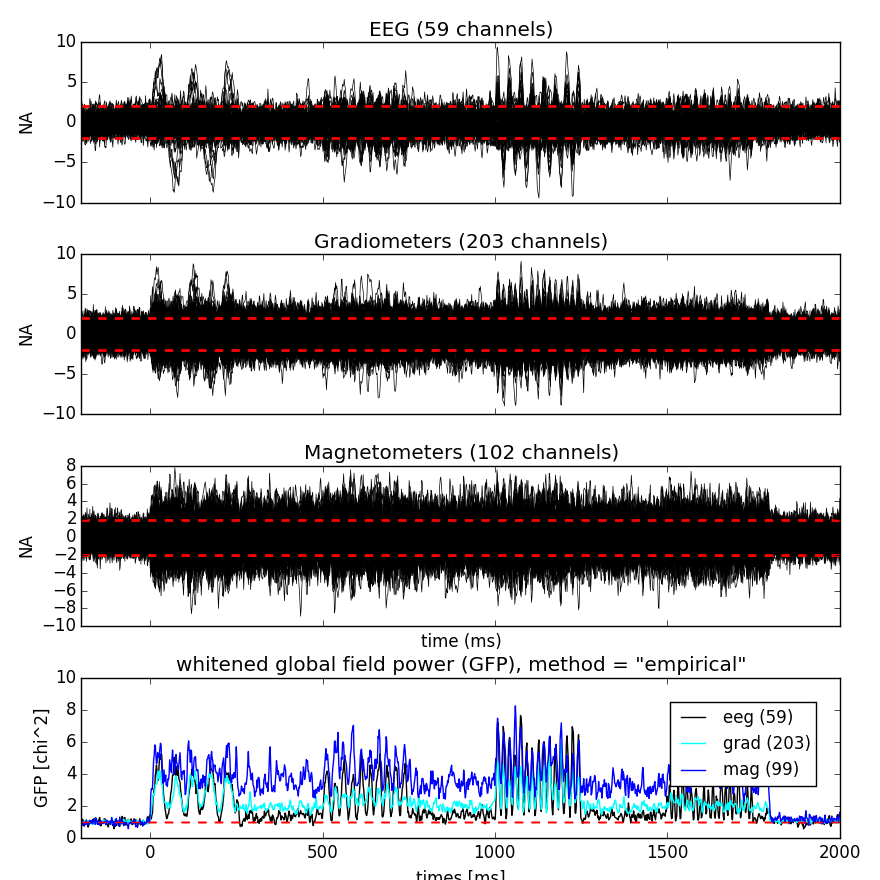 EEG (59 channels)
10
5
0
−5
−10
NA
Gradiometers (203 channels)
10
5
0
−5
−10
NA
Magnetometers (102 channels)
8
6
4
2
0
−2
−4
−6
−8
−10
NA
time (ms)
whitened global field power (GFP), method = "empirical"
10
8
6
4
2
0
GFP [chi^2]
eeg (59)
grad (203)
mag (99)
0 500 1000 1500 2000
times [ms]